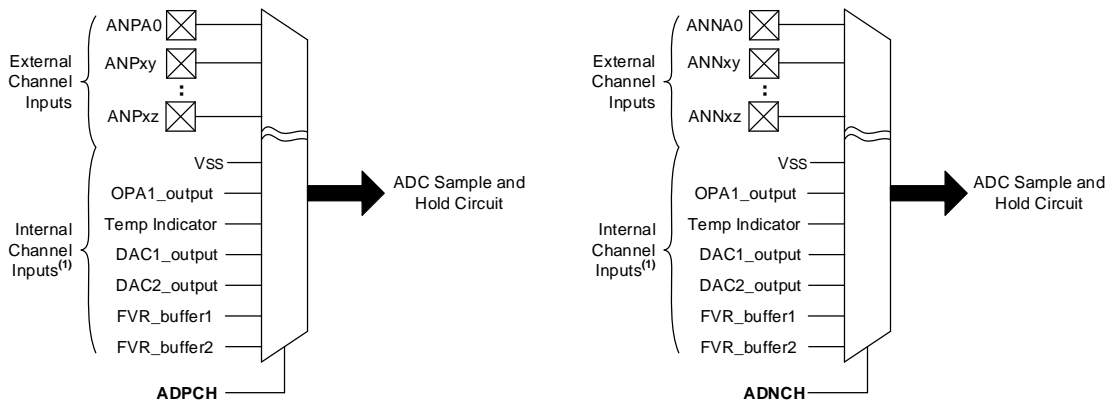 ANPA0
ANPxy
ANPxz
External
Channel
Inputs
VSS
OPA1_output
Temp Indicator
DAC1_output
DAC2_output
FVR_buffer1
FVR_buffer2
Internal
Channel
Inputs(1)
ADPCH
ADC Sample and
Hold Circuit
ANNA0
ANNxy
ANNxz
External
Channel
Inputs
VSS
OPA1_output
Temp Indicator
DAC1_output
DAC2_output
FVR_buffer1
FVR_buffer2
Internal
Channel
Inputs(1)
ADNCH
ADC Sample and
Hold Circuit